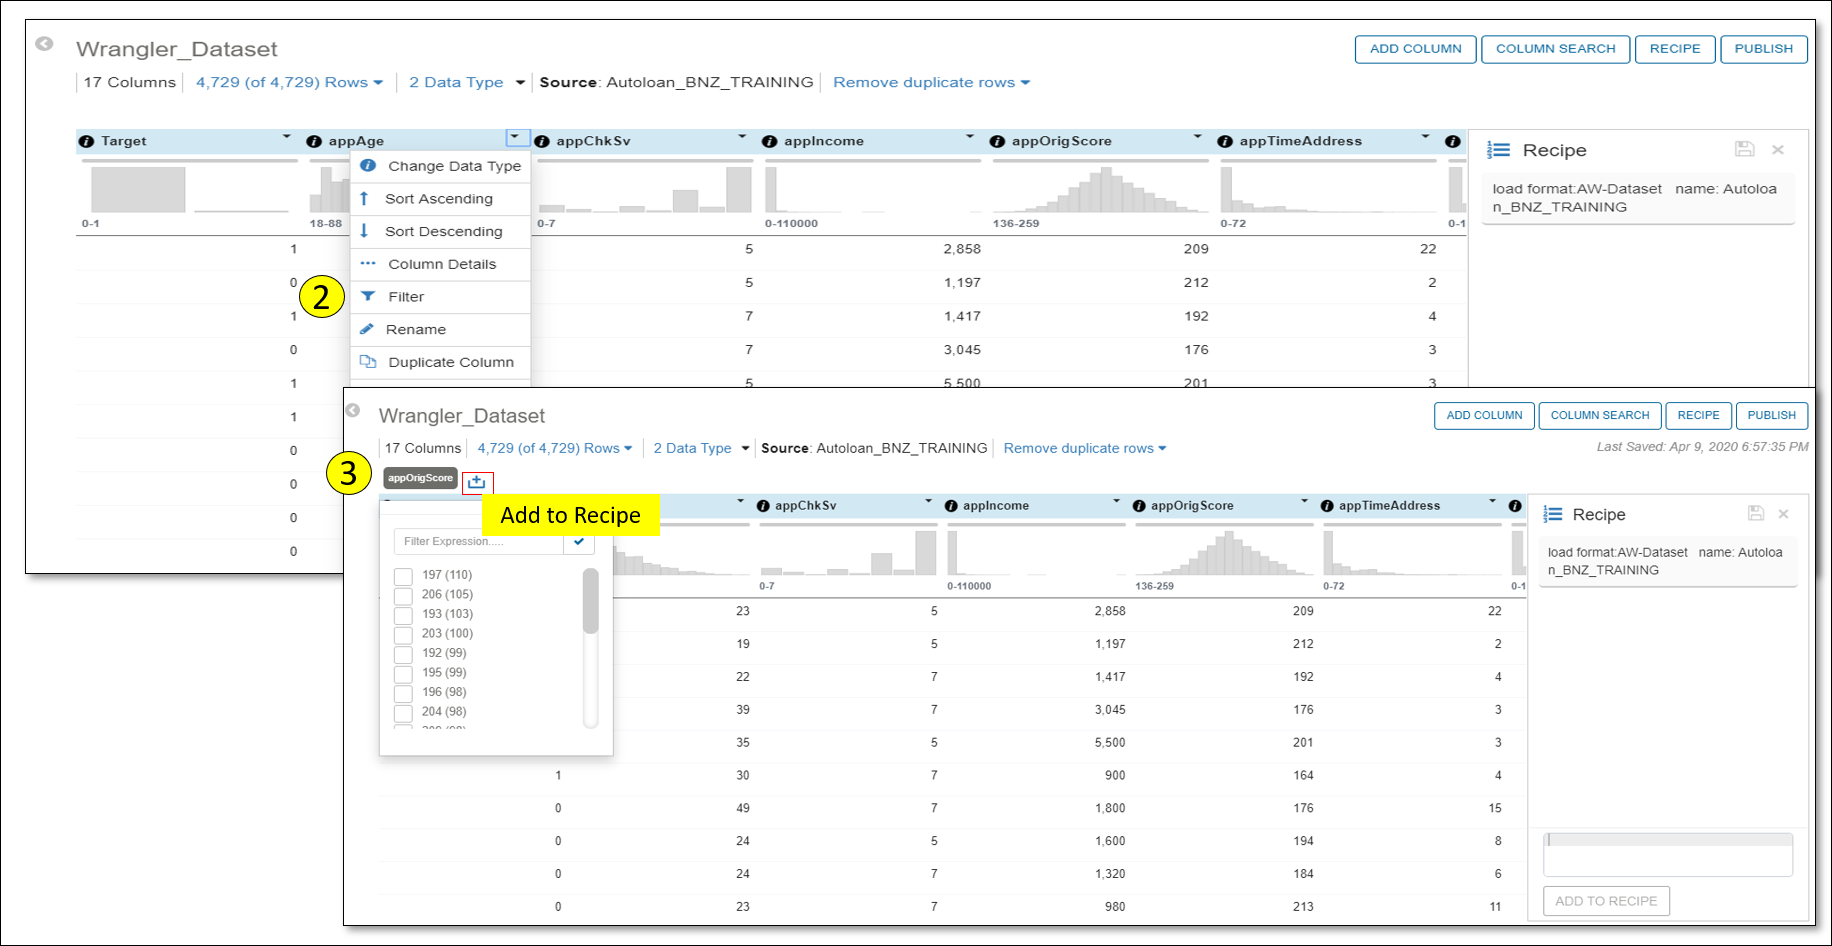 Wrangler_Dataset
ADD COLUMN COLUMN SEARCH RECIPE PUBLISH
17 Columns 4,729 (of 4,729) Rows 2 Data Type Source: Autoloan_BNZ_TRAINING Remove duplicate rows
Target appAge appChkSv appIncome appOrigScore appTimeAddress
0-1 18-88 0-7 0-110000 136-259 0-72 0-1
Change Data Type
Sort Ascending
Sort Descending
Column Details
Filter
Rename
Duplicate Column
2
1 5 2,858 209 22
0 5 1,197 212 2
1 7 1,417 192 4
0 7 3,045 176 3
1 5 5,500 201 3
1
0
0
0
0
Recipe
load format:AW-Dataset name: Autoloa
n_BNZ_TRAINING
Wrangler_Dataset
ADD COLUMN COLUMN SEARCH RECIPE PUBLISH
17 Columns 4,729 (of 4,729) Rows 2 Data Type Source: Autoloan_BNZ_TRAINING Remove duplicate rows
Last Saved: Apr 9, 2020 6:57:35 PM
3
appOrigScore
Add to Recipe
appChkSv appIncome appOrigScore appTimeAddress
0-7 0-110000 136-259 0-72 0-1
Filter Expression.....
197 (110)
206 (105)
193 (103)
203 (100)
192 (99)
195 (99)
196 (98)
204 (98)
23 5 2,858 209 22
19 5 1,197 212 2
22 7 1,417 192 4
39 7 3,045 176 3
35 5 5,500 201 3
1 30 7 900 164 4
0 49 7 1,800 176 15
0 24 5 1,600 194 8
0 24 7 1,320 184 6
0 23 7 980 213 11
Recipe
load format:AW-Dataset name: Autoloa
n_BNZ_TRAINING
ADD TO RECIPE